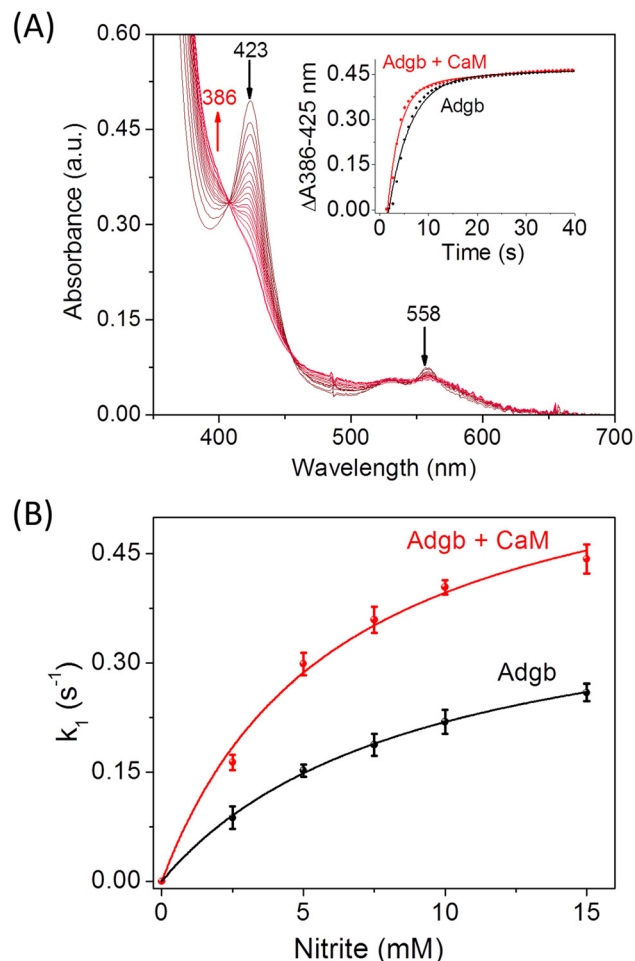 (A)
0.60
0.45
0.30
0.15
0.00
Absorbance (a.u.)
386
423
558
Adgb + CaM
Adgb
0.45
0.30
0.15
0.00
ΔA386-425 nm
0 10 20 30 40
Time (s)
400 500 600 700
Wavelength (nm)
(B)
Adgb + CaM
Adgb
0.45
0.30
0.15
0.00
k₁ (s⁻¹)
0 5 10 15
Nitrite (mM)